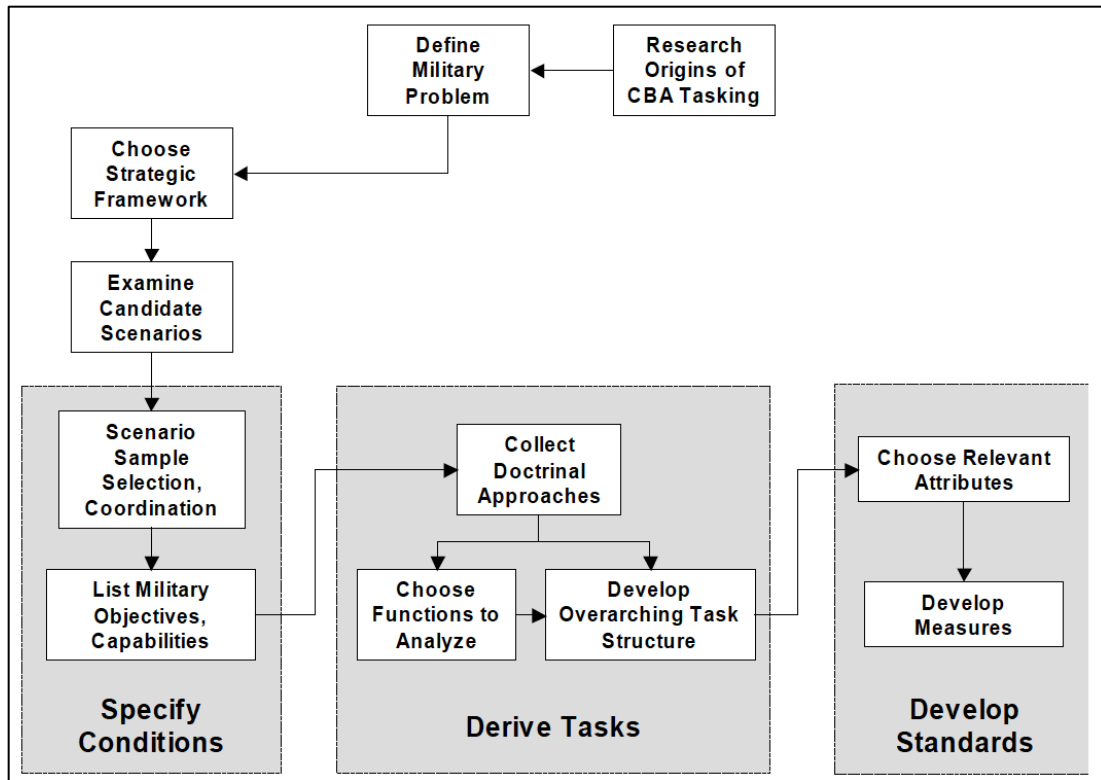 Define
Military
Problem
Research
Origins of
CBA Tasking
Choose
Strategic
Framework
Examine
Candidate
Scenarios
Scenario
Sample
Selection,
Coordination
List Military
Objectives,
Capabilities
Specify
Conditions
Collect
Doctrinal
Approaches
Choose
Functions to
Analyze
Develop
Overarching Task
Structure
Derive Tasks
Choose Relevant
Attributes
Develop
Measures
Develop
Standards